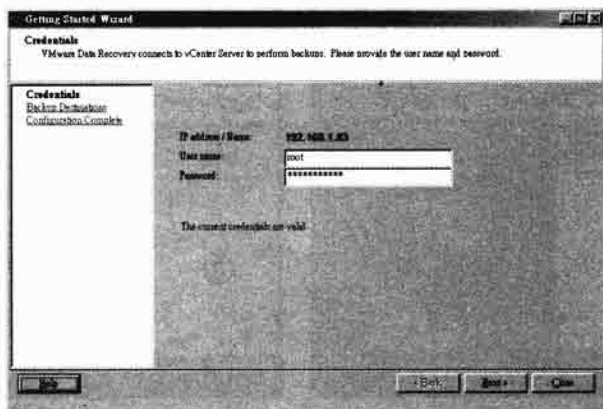 Getting Started Wizard
Credentials
VMware Data Recovery connects to vCenter Server to perform backups. Please provide the user name and password.
Credentials
Backup Destinations
Configuration Complete
IP address / Name: 192.168.1.83
User name: root
Password: ***********
The current credentials are valid
Help
< Back
Next >
Close